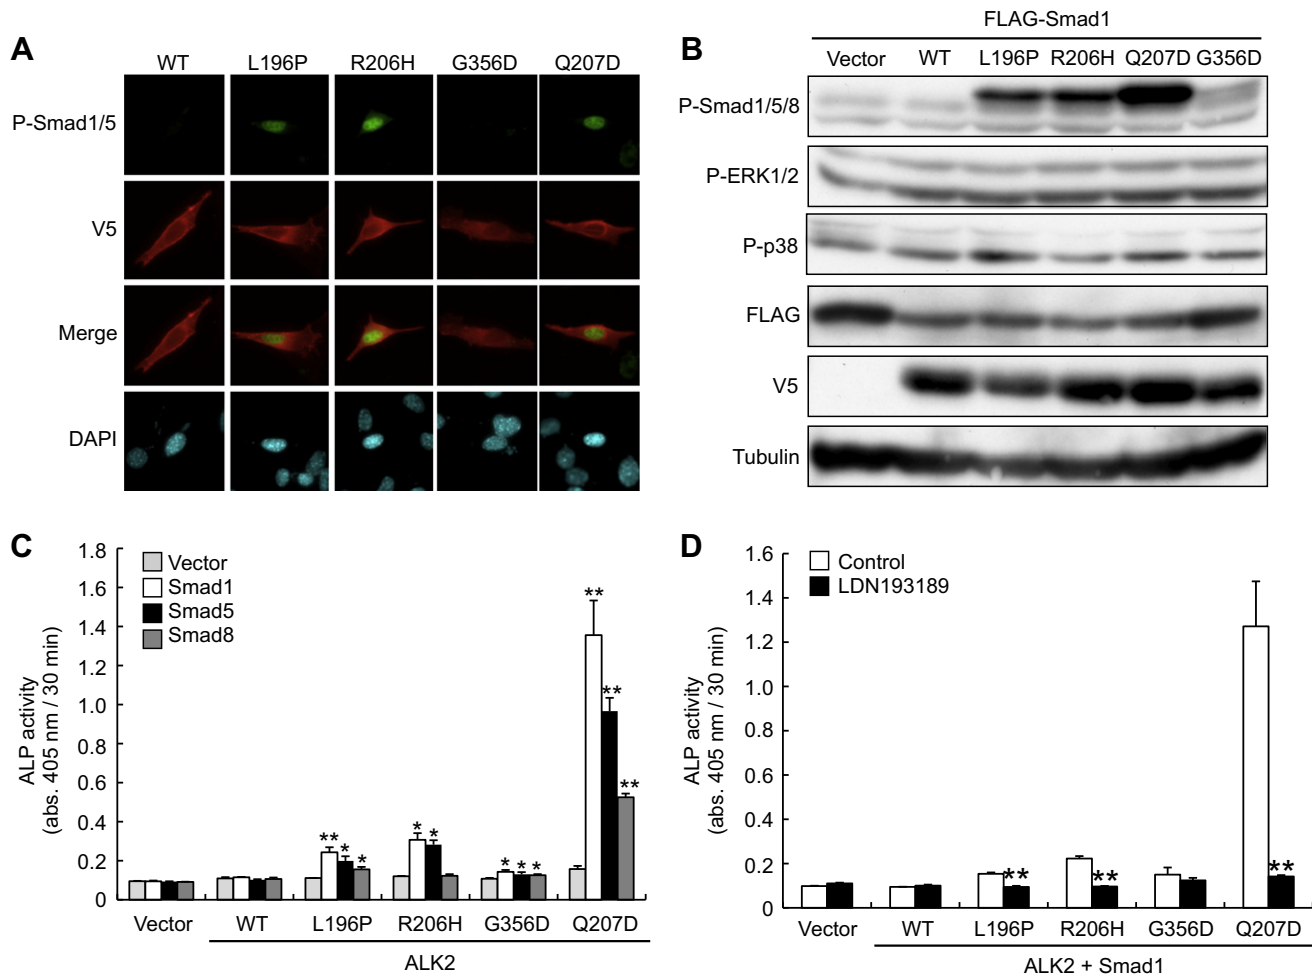 A
WT L196P R206H G356D Q207D
P-Smad1/5
V5
Merge
DAPI
B
FLAG-Smad1
Vector WT L196P R206H Q207D G356D
P-Smad1/5/8
P-ERK1/2
P-p38
FLAG
V5
Tubulin
C
ALP activity
(abs. 405 nm / 30 min)
1.8
1.6
1.4
1.2
1.0
0.8
0.6
0.4
0.2
0
Vector
Smad1
Smad5
Smad8
** * *
* *
* * *
** ** **
Vector WT L196P R206H G356D Q207D
ALK2
D
ALP activity
(abs. 405 nm / 30 min)
1.6
1.4
1.2
1.0
0.8
0.6
0.4
0.2
0
Control
LDN193189
** ** **
Vector WT L196P R206H G356D Q207D
ALK2 + Smad1